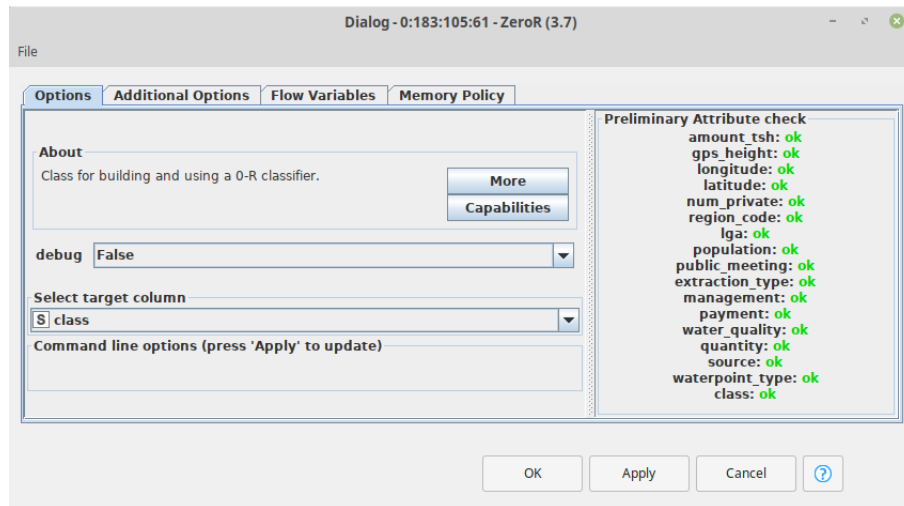 Dialog - 0:183:105:61 - ZeroR (3.7)
File
Options Additional Options Flow Variables Memory Policy
About
Class for building and using a 0-R classifier.
More
Capabilities
debug False
Select target column
S class
Command line options (press 'Apply' to update)
Preliminary Attribute check
amount_tsh: ok
gps_height: ok
longitude: ok
latitude: ok
num_private: ok
region_code: ok
lga: ok
population: ok
public_meeting: ok
extraction_type: ok
management: ok
payment: ok
water_quality: ok
quantity: ok
source: ok
waterpoint_type: ok
class: ok
OK Apply Cancel ?